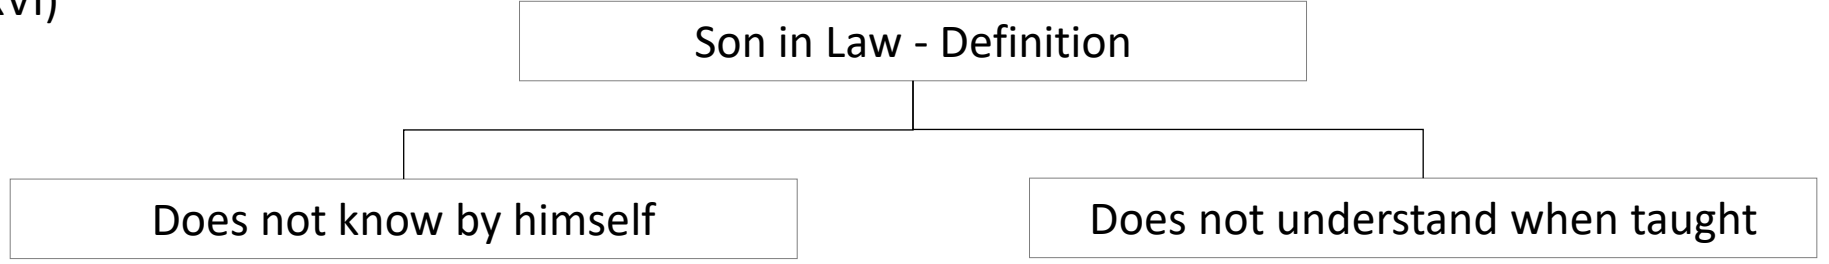 Son in Law - Definition
Does not know by himself
Does not understand when taught